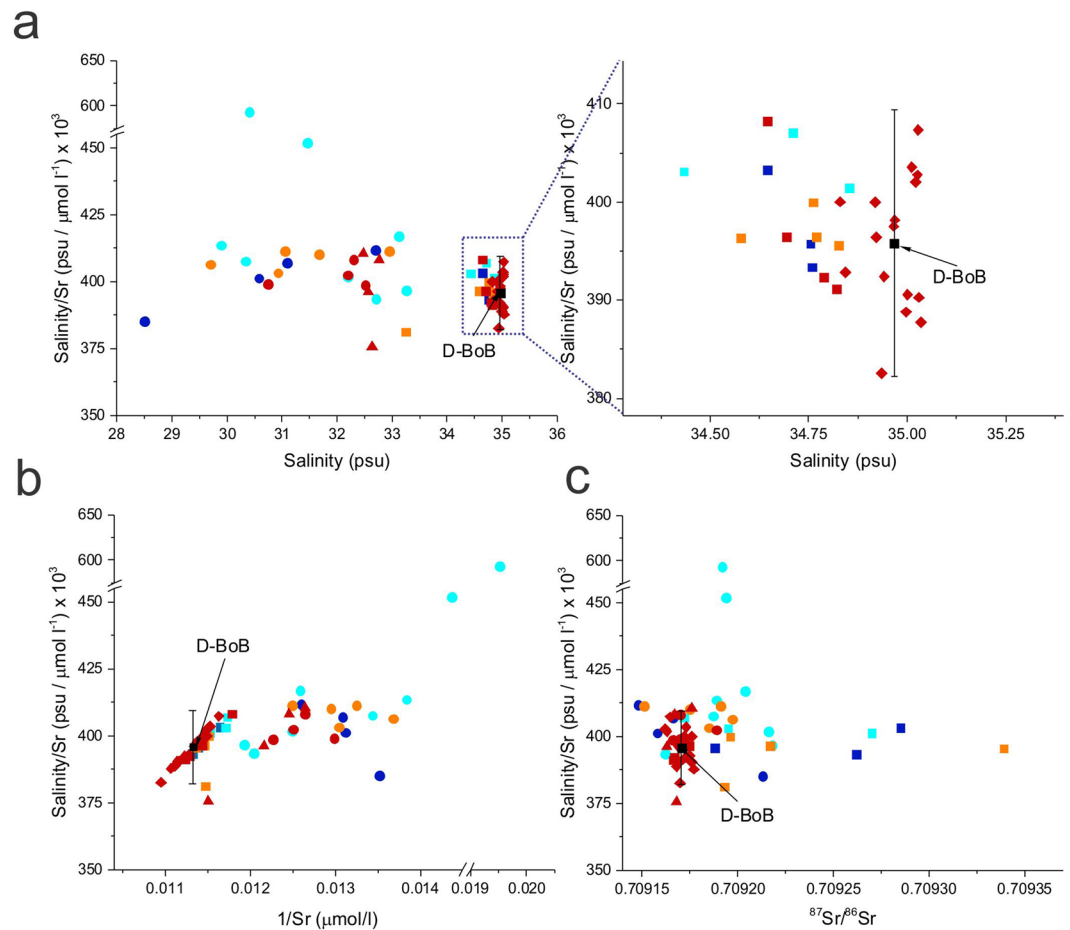 a
Salinity/Sr (psu / μmol l⁻¹) x 10³
650
600
450
425
400
375
350
28 29 30 31 32 33 34 35 36
Salinity (psu)
D-BoB
Salinity/Sr (psu / μmol l⁻¹) x 10³
410
400
390
380
34.50 34.75 35.00 35.25
Salinity (psu)
D-BoB
b
Salinity/Sr (psu / μmol l⁻¹) x 10³
650
600
450
425
400
375
350
0.011 0.012 0.013 0.014 0.019 0.020
1/Sr (μmol/l)
D-BoB
c
Salinity/Sr (psu / μmol l⁻¹) x 10³
650
600
450
425
400
375
350
0.70915 0.70920 0.70925 0.70930 0.70935
⁸⁷Sr/⁸⁶Sr
D-BoB